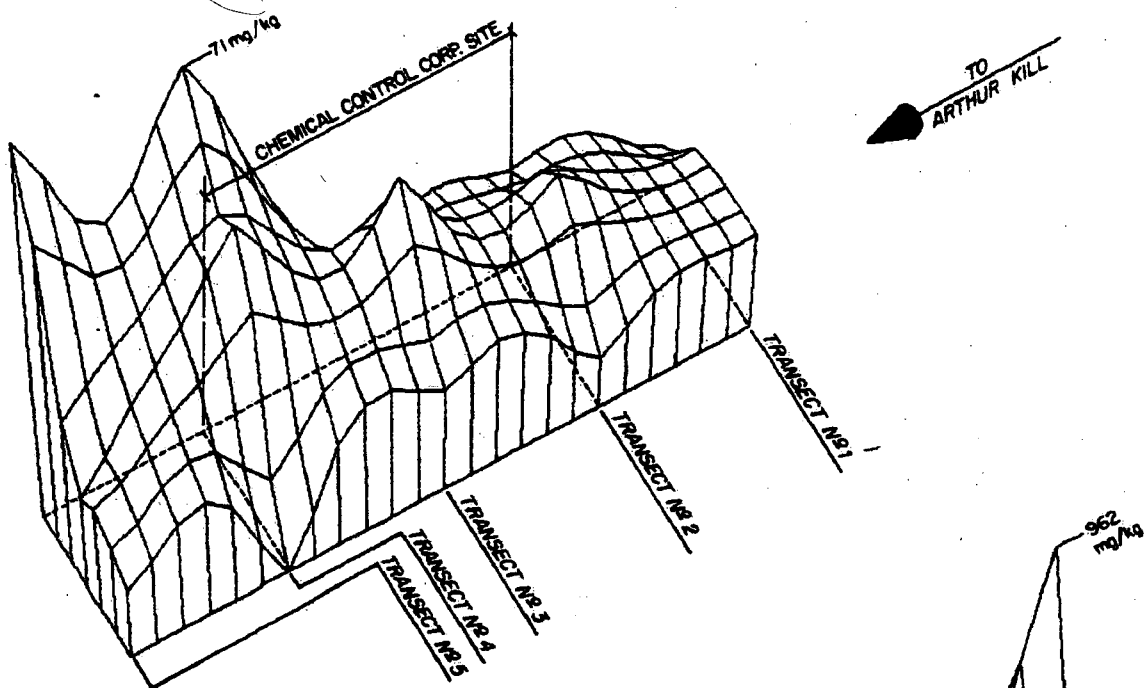 71 mg/kg
CHEMICAL CONTROL CORP. SITE
TO
ARTHUR KILL
TRANSECT Nº 1
TRANSECT Nº 2
TRANSECT Nº 3
TRANSECT Nº 4
TRANSECT Nº 5
962
mg/kg